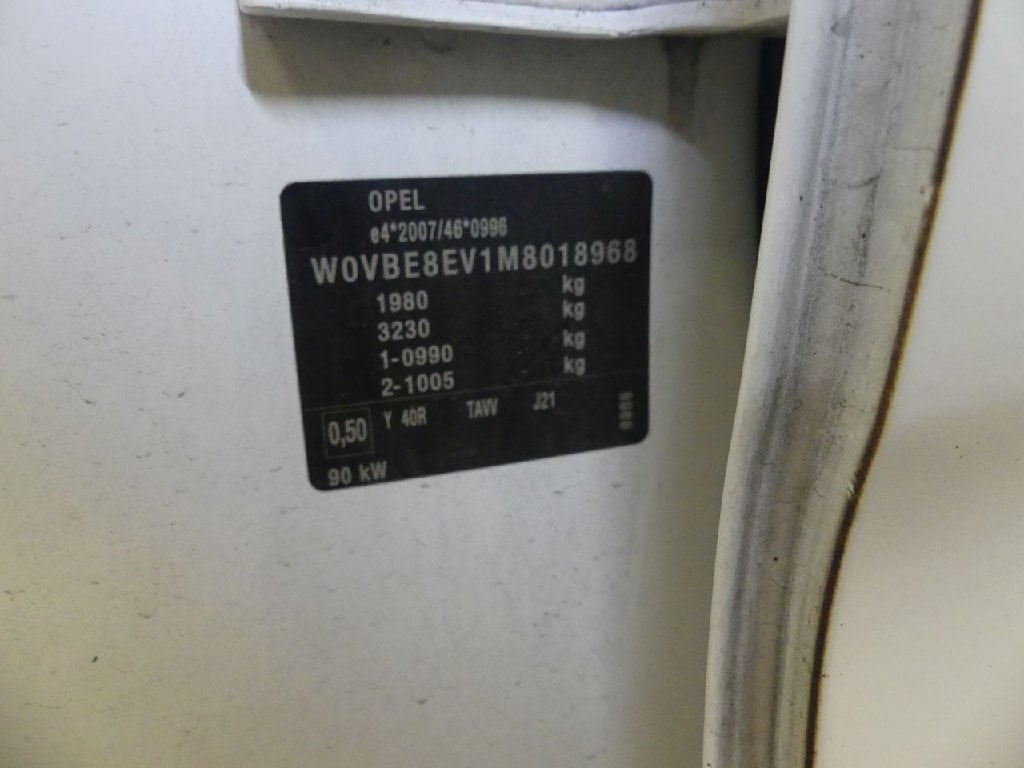 OPEL
e4*2007/46*0996
W0VBE8EV1M8018968
1980 kg
3230 kg
1-0990 kg
2-1005 kg
0,50 Y 40R TAVV J21
90 kW